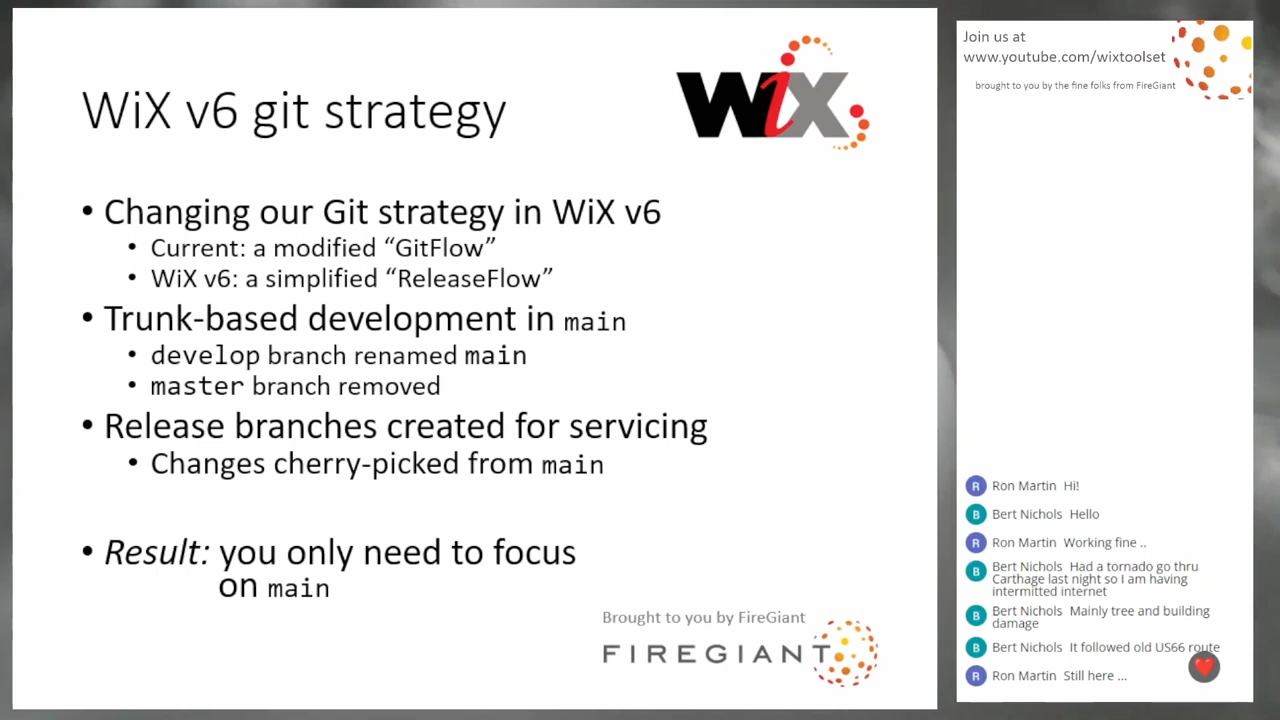 WiX v6 git strategy
WiX
• Changing our Git strategy in WiX v6
• Current: a modified “GitFlow”
• WiX v6: a simplified “ReleaseFlow”
• Trunk-based development in main
• develop branch renamed main
• master branch removed
• Release branches created for servicing
• Changes cherry-picked from main
• Result: you only need to focus
on main
Brought to you by FireGiant
FIREGIANT
Join us at
www.youtube.com/wixtoolset
brought to you by the fine folks from FireGiant
R Ron Martin Hi!
B Bert Nichols Hello
R Ron Martin Working fine ..
B Bert Nichols Had a tornado go thru
Carthage last night so I am having
intermitted internet
B Bert Nichols Mainly tree and building
damage
B Bert Nichols It followed old US66 route
R Ron Martin Still here ...